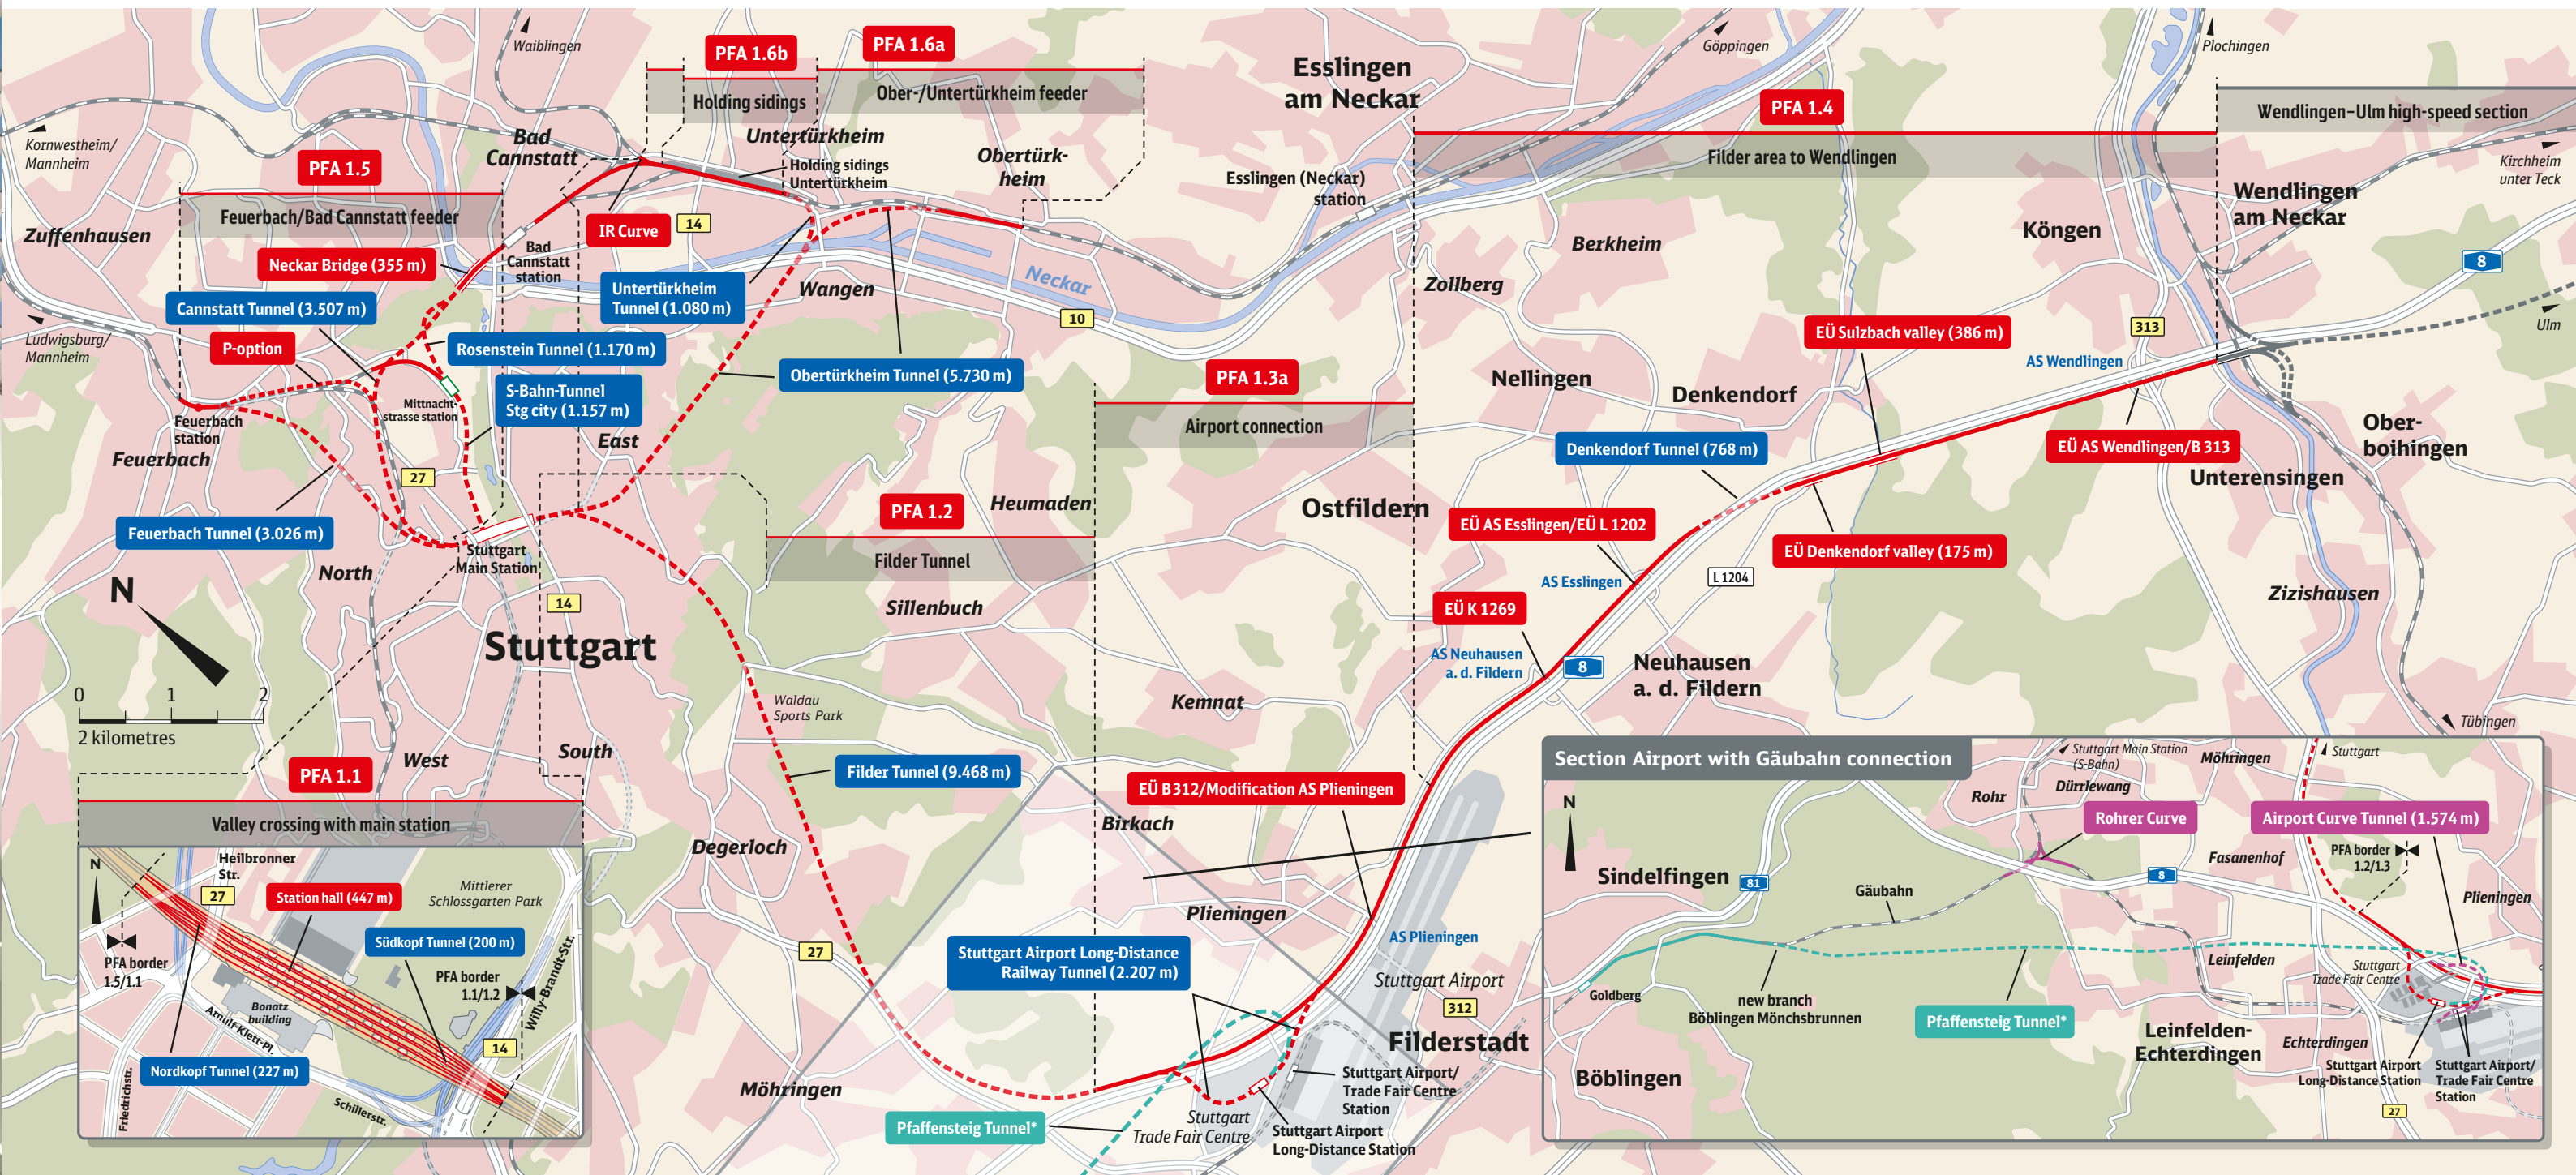 Waiblingen
PFA 1.6b
PFA 1.6a
Holding sidings
Ober-/Untertürkheim feeder
Esslingen
am Neckar
Göppingen
Plochingen
PFA 1.4
Filder area to Wendlingen
Wendlingen–Ulm high-speed section
Kirchheim
unter Teck
Kornwestheim/
Mannheim
PFA 1.5
Feuerbach/Bad Cannstatt feeder
Bad
Cannstatt
Untertürkheim
Holding sidings
Untertürkheim
Obertürk-
heim
Esslingen (Neckar)
station
Zuffenhausen
IR Curve
14
Neckar Bridge (355 m)
Bad
Cannstatt
station
Berkheim
Köngen
Wendlingen
am Neckar
8
Cannstatt Tunnel (3.507 m)
Untertürkheim
Tunnel (1.080 m)
Wangen
Neckar
Zollberg
10
Ludwigsburg/
Mannheim
P-option
Rosenstein Tunnel (1.170 m)
Obertürkheim Tunnel (5.730 m)
S-Bahn-Tunnel
Stg city (1.157 m)
PFA 1.3a
Airport connection
Nellingen
Denkendorf
EÜ Sulzbach valley (386 m)
AS Wendlingen
313
Ulm
Feuerbach
station
Feuerbach
Mittnacht-
strasse station
East
27
Denkendorf Tunnel (768 m)
EÜ AS Wendlingen/B 313
Ober-
boihingen
Unterensingen
Feuerbach Tunnel (3.026 m)
Stuttgart
Main Station
PFA 1.2
Filder Tunnel
Heumaden
Ostfildern
EÜ AS Esslingen/EÜ L 1202
EÜ Denkendorf valley (175 m)
AS Esslingen
L 1204
North
N
14
Sillenbuch
EÜ K 1269
Zizishausen
Stuttgart
0 1 2
2 kilometres
Waldau
Sports Park
Kemnat
AS Neuhausen
a. d. Fildern
8
Neuhausen
a. d. Fildern
Tübingen
West
South
PFA 1.1
Valley crossing with main station
Filder Tunnel (9.468 m)
EÜ B312/Modification AS Plieningen
Birkach
Degerloch
Plieningen
27
AS Plieningen
Stuttgart Airport Long-Distance
Railway Tunnel (2.207 m)
Stuttgart Airport
312
Filderstadt
Möhringen
Pfaffensteig Tunnel*
Stuttgart
Trade Fair Centre
Stuttgart Airport/
Trade Fair Centre
Station
Stuttgart Airport
Long-Distance Station
N
Heilbronner
Str.
27
Station hall (447 m)
Mittlerer
Schlossgarten Park
Südkopf Tunnel (200 m)
PFA border
1.5/1.1
PFA border
1.1/1.2
Willy-Brandt-Str.
Bonatz
building
Arnulf-Klett-Pl.
14
Nordkopf Tunnel (227 m)
Friedrichstr.
Schillerstr.
Section Airport with Gäubahn connection
Stuttgart Main Station
(S-Bahn)
Möhringen
Stuttgart
N
Rohr
Dürrlewang
Rohrer Curve
Airport Curve Tunnel (1.574 m)
PFA border
1.2/1.3
Fasanenhof
Sindelfingen
81
8
Gäubahn
Plieningen
Goldberg
new branch
Böblingen Mönchsbrunnen
Leinfelden
Stuttgart
Trade Fair Centre
Pfaffensteig Tunnel*
Leinfelden-
Echterdingen
Echterdingen
Böblingen
Stuttgart Airport
Long-Distance Station
Stuttgart Airport/
Trade Fair Centre
Station
27